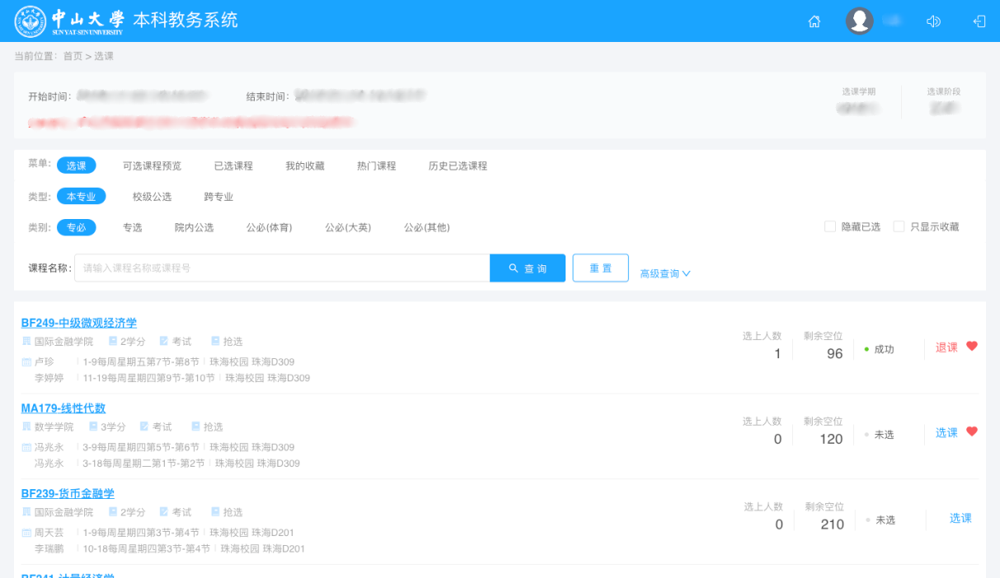 中山大學 本科教务系统
SUN YAT-SEN UNIVERSITY
当前位置: 首页 > 选课
开始时间: 结束时间: 选课学期 选课阶段
菜单: 选课 可选课程预览 已选课程 我的收藏 热门课程 历史已选课程
类型: 本专业 校级公选 跨专业
类别: 专必 专选 院内公选 公必(体育) 公必(大英) 公必(其他) 隐藏已选 只显示收藏
课程名称: 请输入课程名称或课程号 查 询 重 置 高级查询
BF249-中级微观经济学
国际金融学院 2学分 考试 抢选
卢珍 1-9每周星期五第7节-第8节 珠海校园 珠海D309
李婷婷 11-19每周星期四第9节-第10节 珠海校园 珠海D309
选上人数 剩余空位
1 96 成功 退课
MA179-线性代数
数学学院 3学分 考试 抢选
冯兆永 3-9每周星期四第5节-第6节 珠海校园 珠海D309
冯兆永 3-18每周星期二第1节-第2节 珠海校园 珠海D309
选上人数 剩余空位
0 120 未选 选课
BF239-货币金融学
国际金融学院 2学分 考试 抢选
周天芸 1-9每周星期四第3节-第4节 珠海校园 珠海D201
李瑞鹏 10-18每周星期四第3节-第4节 珠海校园 珠海D201
选上人数 剩余空位
0 210 未选 选课
BF241-计量经济学